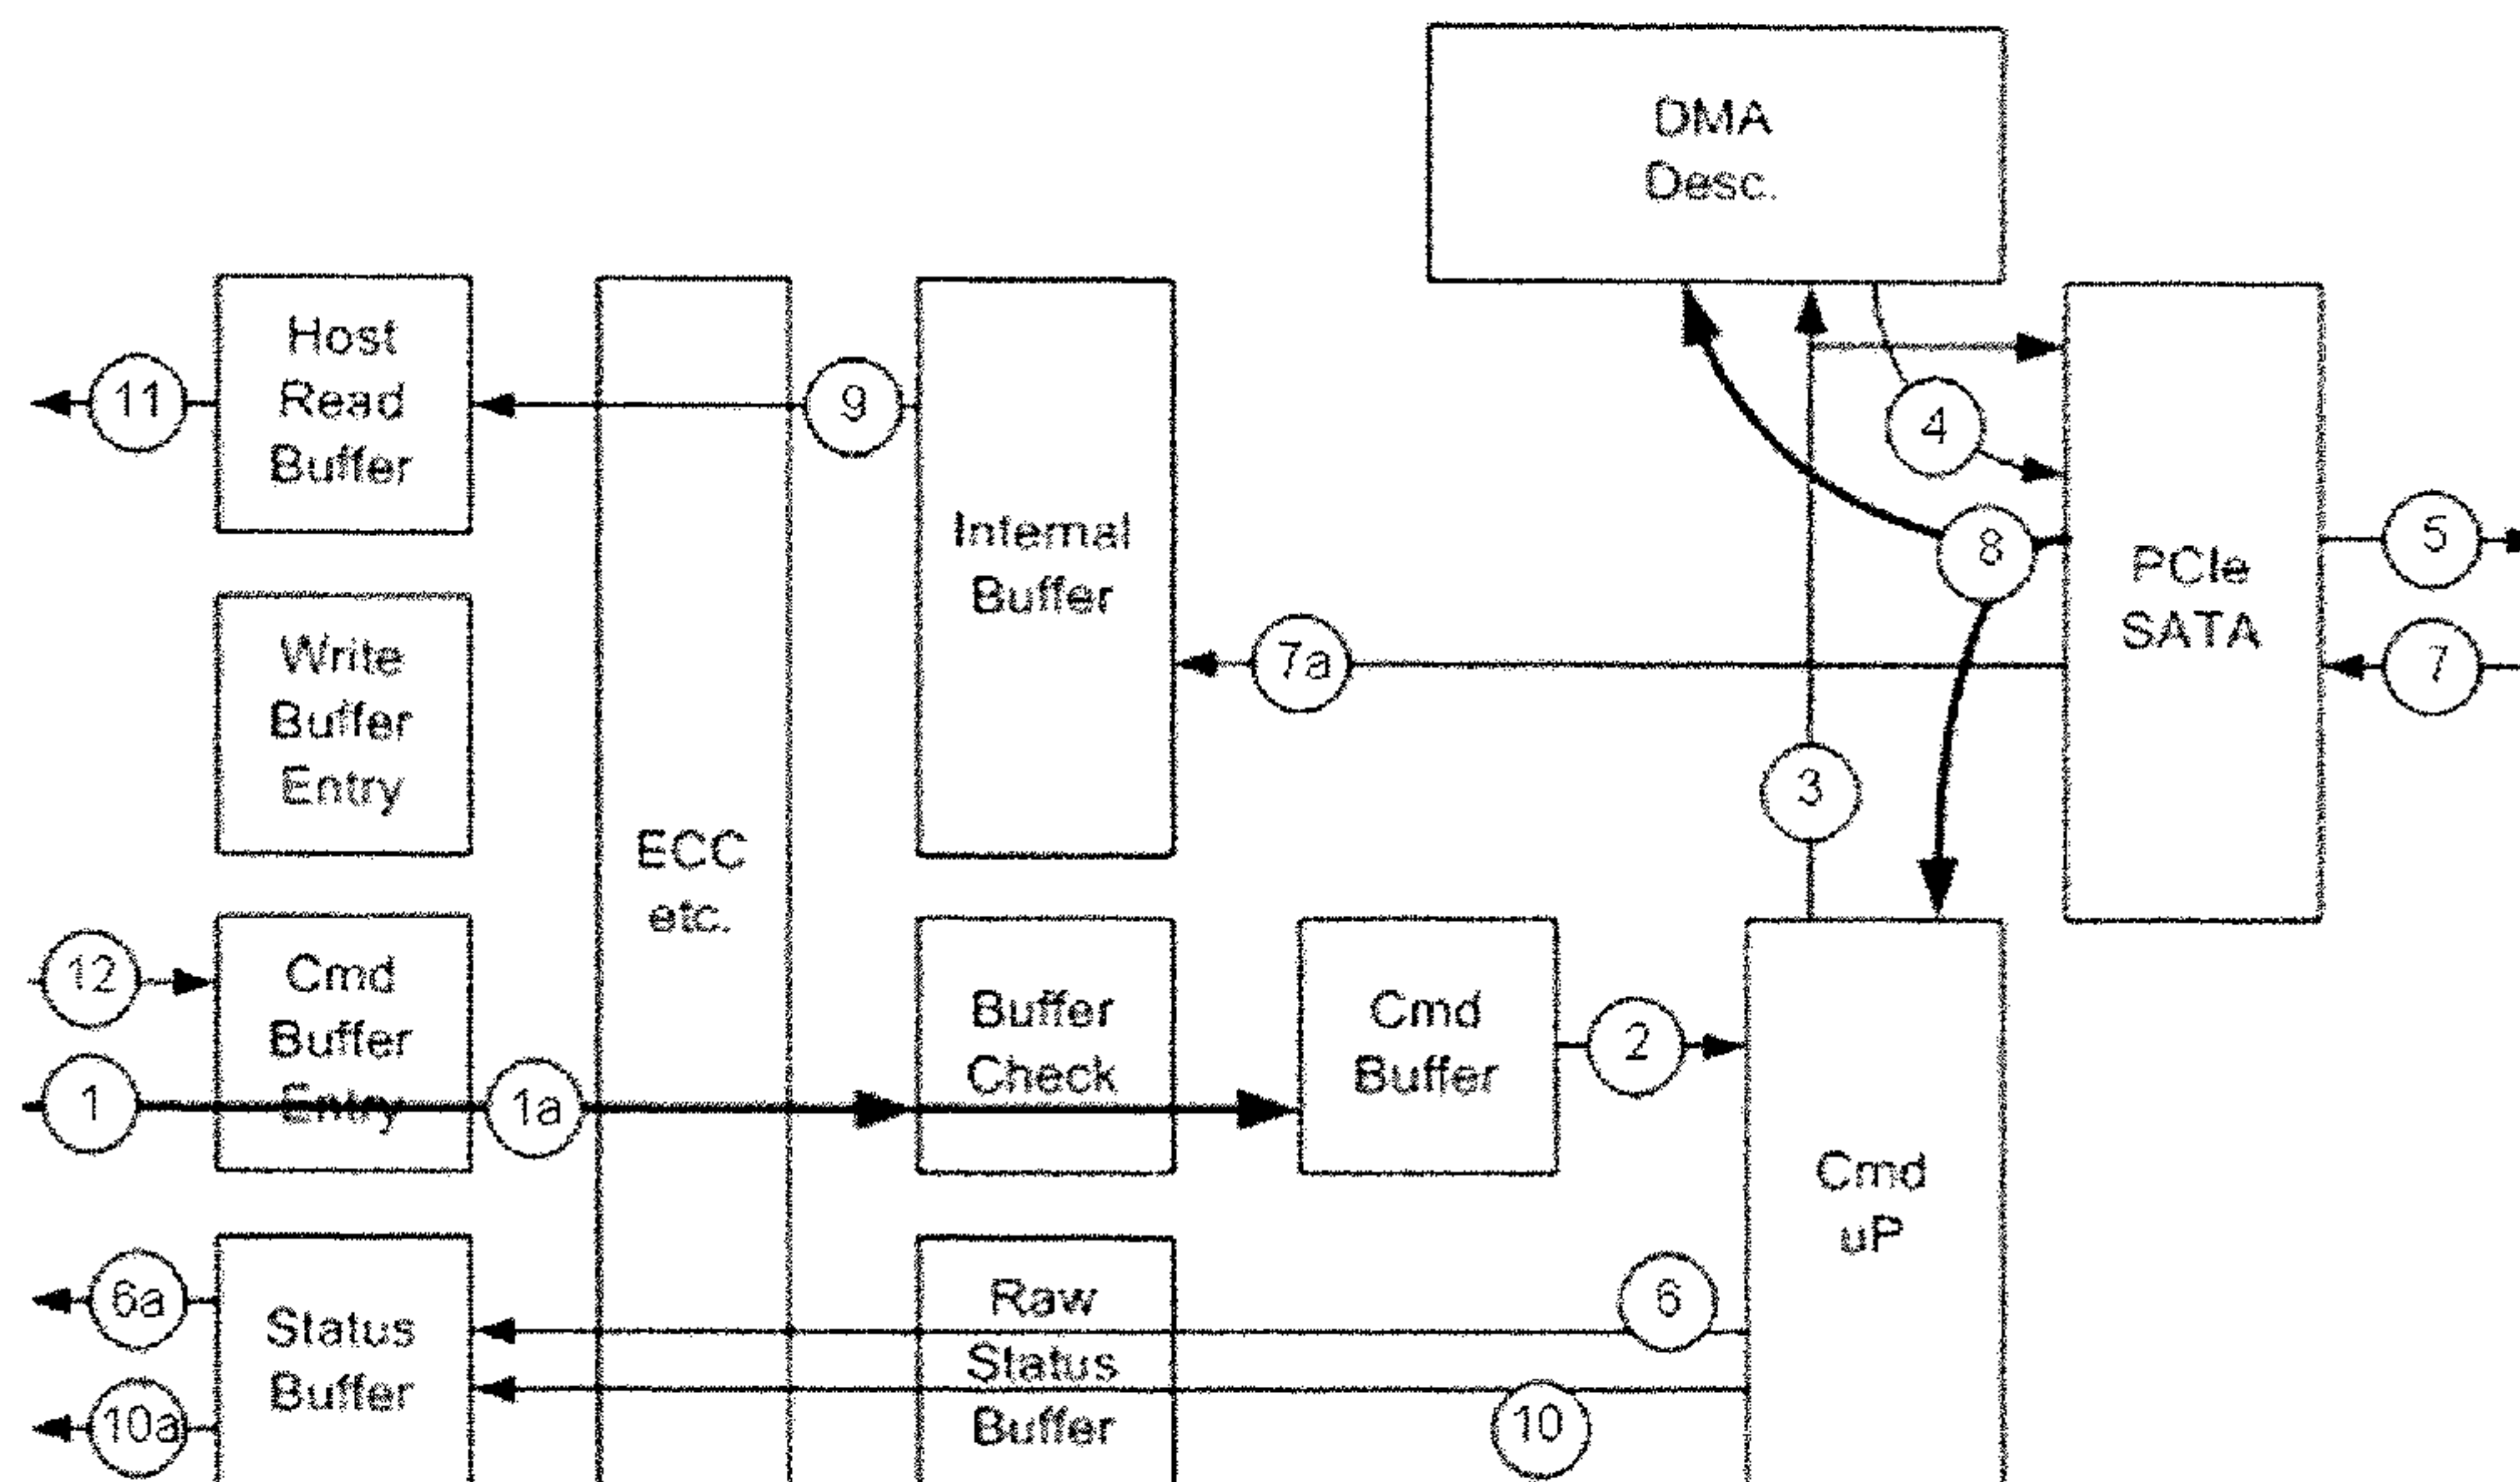 DMA
Desc.
Host
Read
Buffer
11
9
Internal
Buffer
4
8
PCIe
SATA
5
7
7a
Write
Buffer
Entry
3
ECC
etc.
12
Cmd
Buffer
Entry
1
1a
Buffer
Check
Cmd
Buffer
2
Cmd
uP
6a
Status
Buffer
10a
Raw
Status
Buffer
6
10